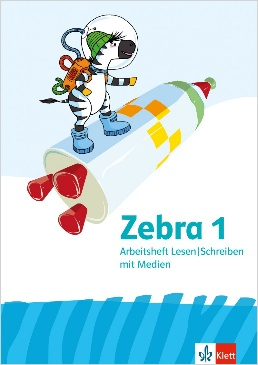 Zebra 1
Arbeitsheft Lesen|Schreiben
mit Medien
Klett